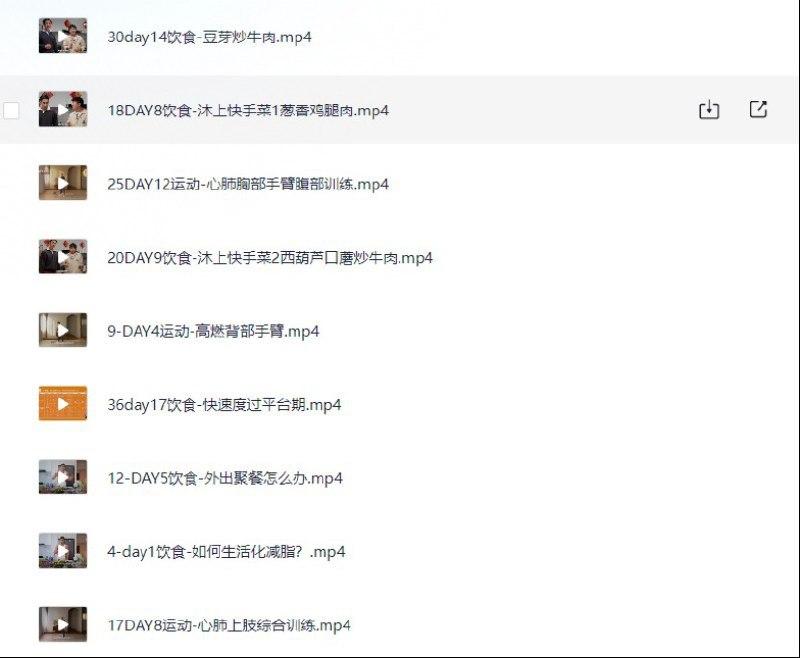 30day14饮食-豆芽炒牛肉.mp4
18DAY8饮食-沐上快手菜1葱香鸡腿肉.mp4
25DAY12运动-心肺胸部手臂腹部训练.mp4
20DAY9饮食-沐上快手菜2西葫芦口蘑炒牛肉.mp4
9-DAY4运动-高燃背部手臂.mp4
36day17饮食-快速度过平台期.mp4
12-DAY5饮食-外出聚餐怎么办.mp4
4-day1饮食-如何生活化减脂？.mp4
17DAY8运动-心肺上肢综合训练.mp4